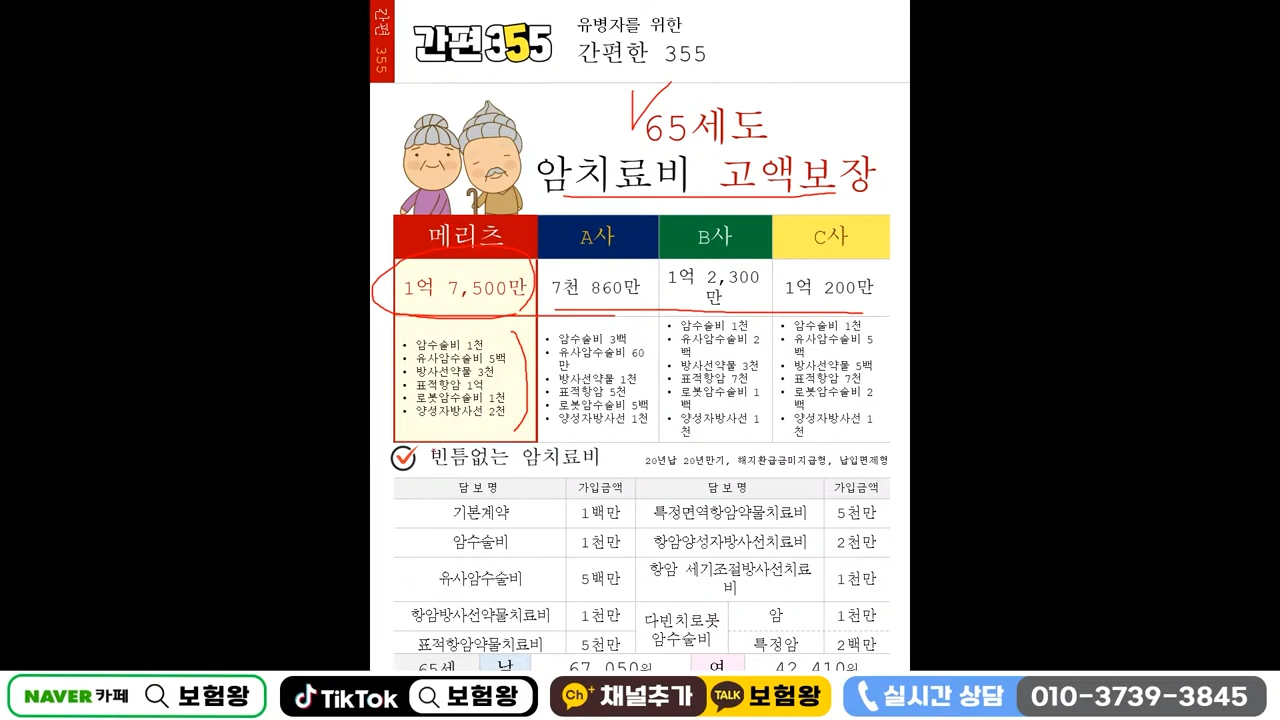 간편 355
간편355
유병자를 위한
간편한 355
65세도
암치료비 고액보장
메리츠 A사 B사 C사
1억 7,500만 7천 860만 1억 2,300만 1억 200만
• 암수술비 1천
• 유사암수술비 5백
• 방사선약물 3천
• 표적항암 1억
• 로봇암수술비 1천
• 양성자방사선 2천
• 암수술비 3백
• 유사암수술비 60
만
• 방사선약물 1천
• 표적항암 5천
• 로봇암수술비 5백
• 양성자방사선 1천
• 암수술비 1천
• 유사암수술비 2
백
• 방사선약물 3천
• 표적항암 7천
• 로봇암수술비 1
백
• 양성자방사선 1
천
• 암수술비 1천
• 유사암수술비 5
백
• 방사선약물 5백
• 표적항암 7천
• 로봇암수술비 2
백
• 양성자방사선 1
천
빈틈없는 암치료비 20년납 20년만기, 해지환급금미지급형, 납입면제형
담보명 가입금액 담보명 가입금액
기본계약 1백만 특정면역항암약물치료비 5천만
암수술비 1천만 항암양성자방사선치료비 2천만
유사암수술비 5백만 항암 세기조절방사선치료
비 1천만
항암방사선약물치료비 1천만 다빈치로봇
암수술비 암 1천만
표적항암약물치료비 5천만 특정암 2백만
65세 남 67,050원 여 42,410원
NAVER 카페 보험왕 TikTok 보험왕 Ch+ 채널추가 TALK 보험왕 실시간 상담 010-3739-3845